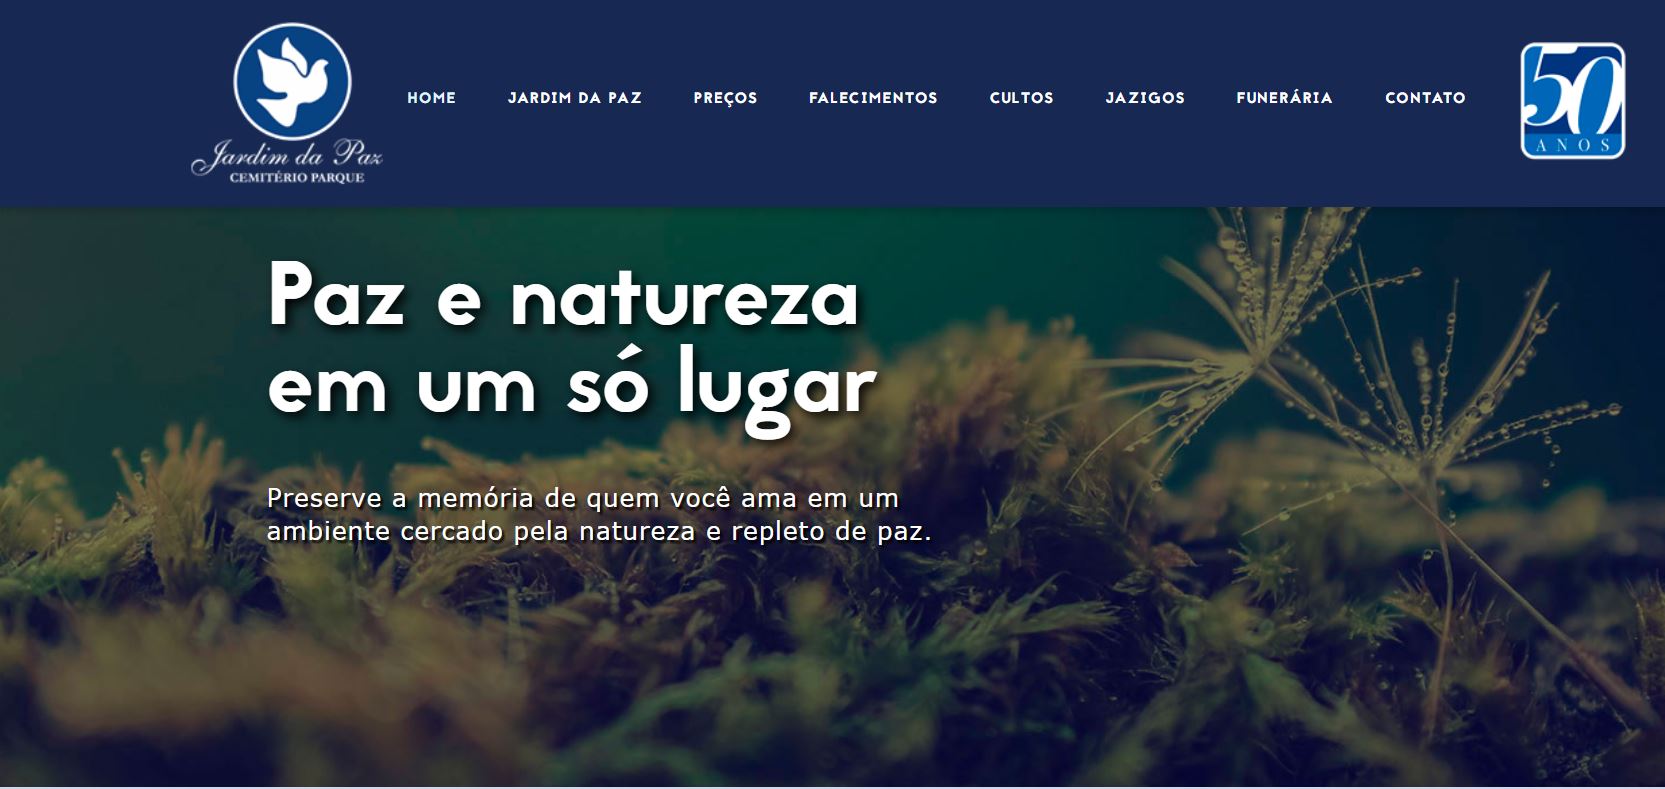 Jardim da Paz
CEMITÉRIO PARQUE
HOME
JARDIM DA PAZ
PREÇOS
FALECIMENTOS
CULTOS
JAZIGOS
FUNERÁRIA
CONTATO
50
ANOS
Paz e natureza
em um só lugar
Preserve a memória de quem você ama em um
ambiente cercado pela natureza e repleto de paz.